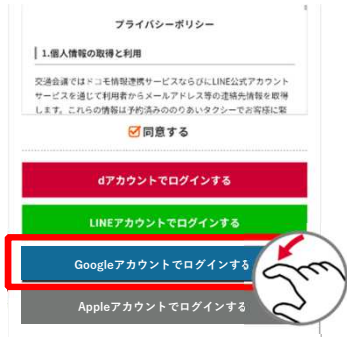 プライバシーポリシー
1.個人情報の取得と利用
交通会議ではドコモ情報連携サービスならびにLINE公式アカウント
サービスを通じて利用者からメールアドレス等の連絡先情報を取得
します。これらの情報は予約済みののりあいタクシーでお客様に緊
同意する
dアカウントでログインする
LINEアカウントでログインする
Googleアカウントでログインする
Appleアカウントでログインする